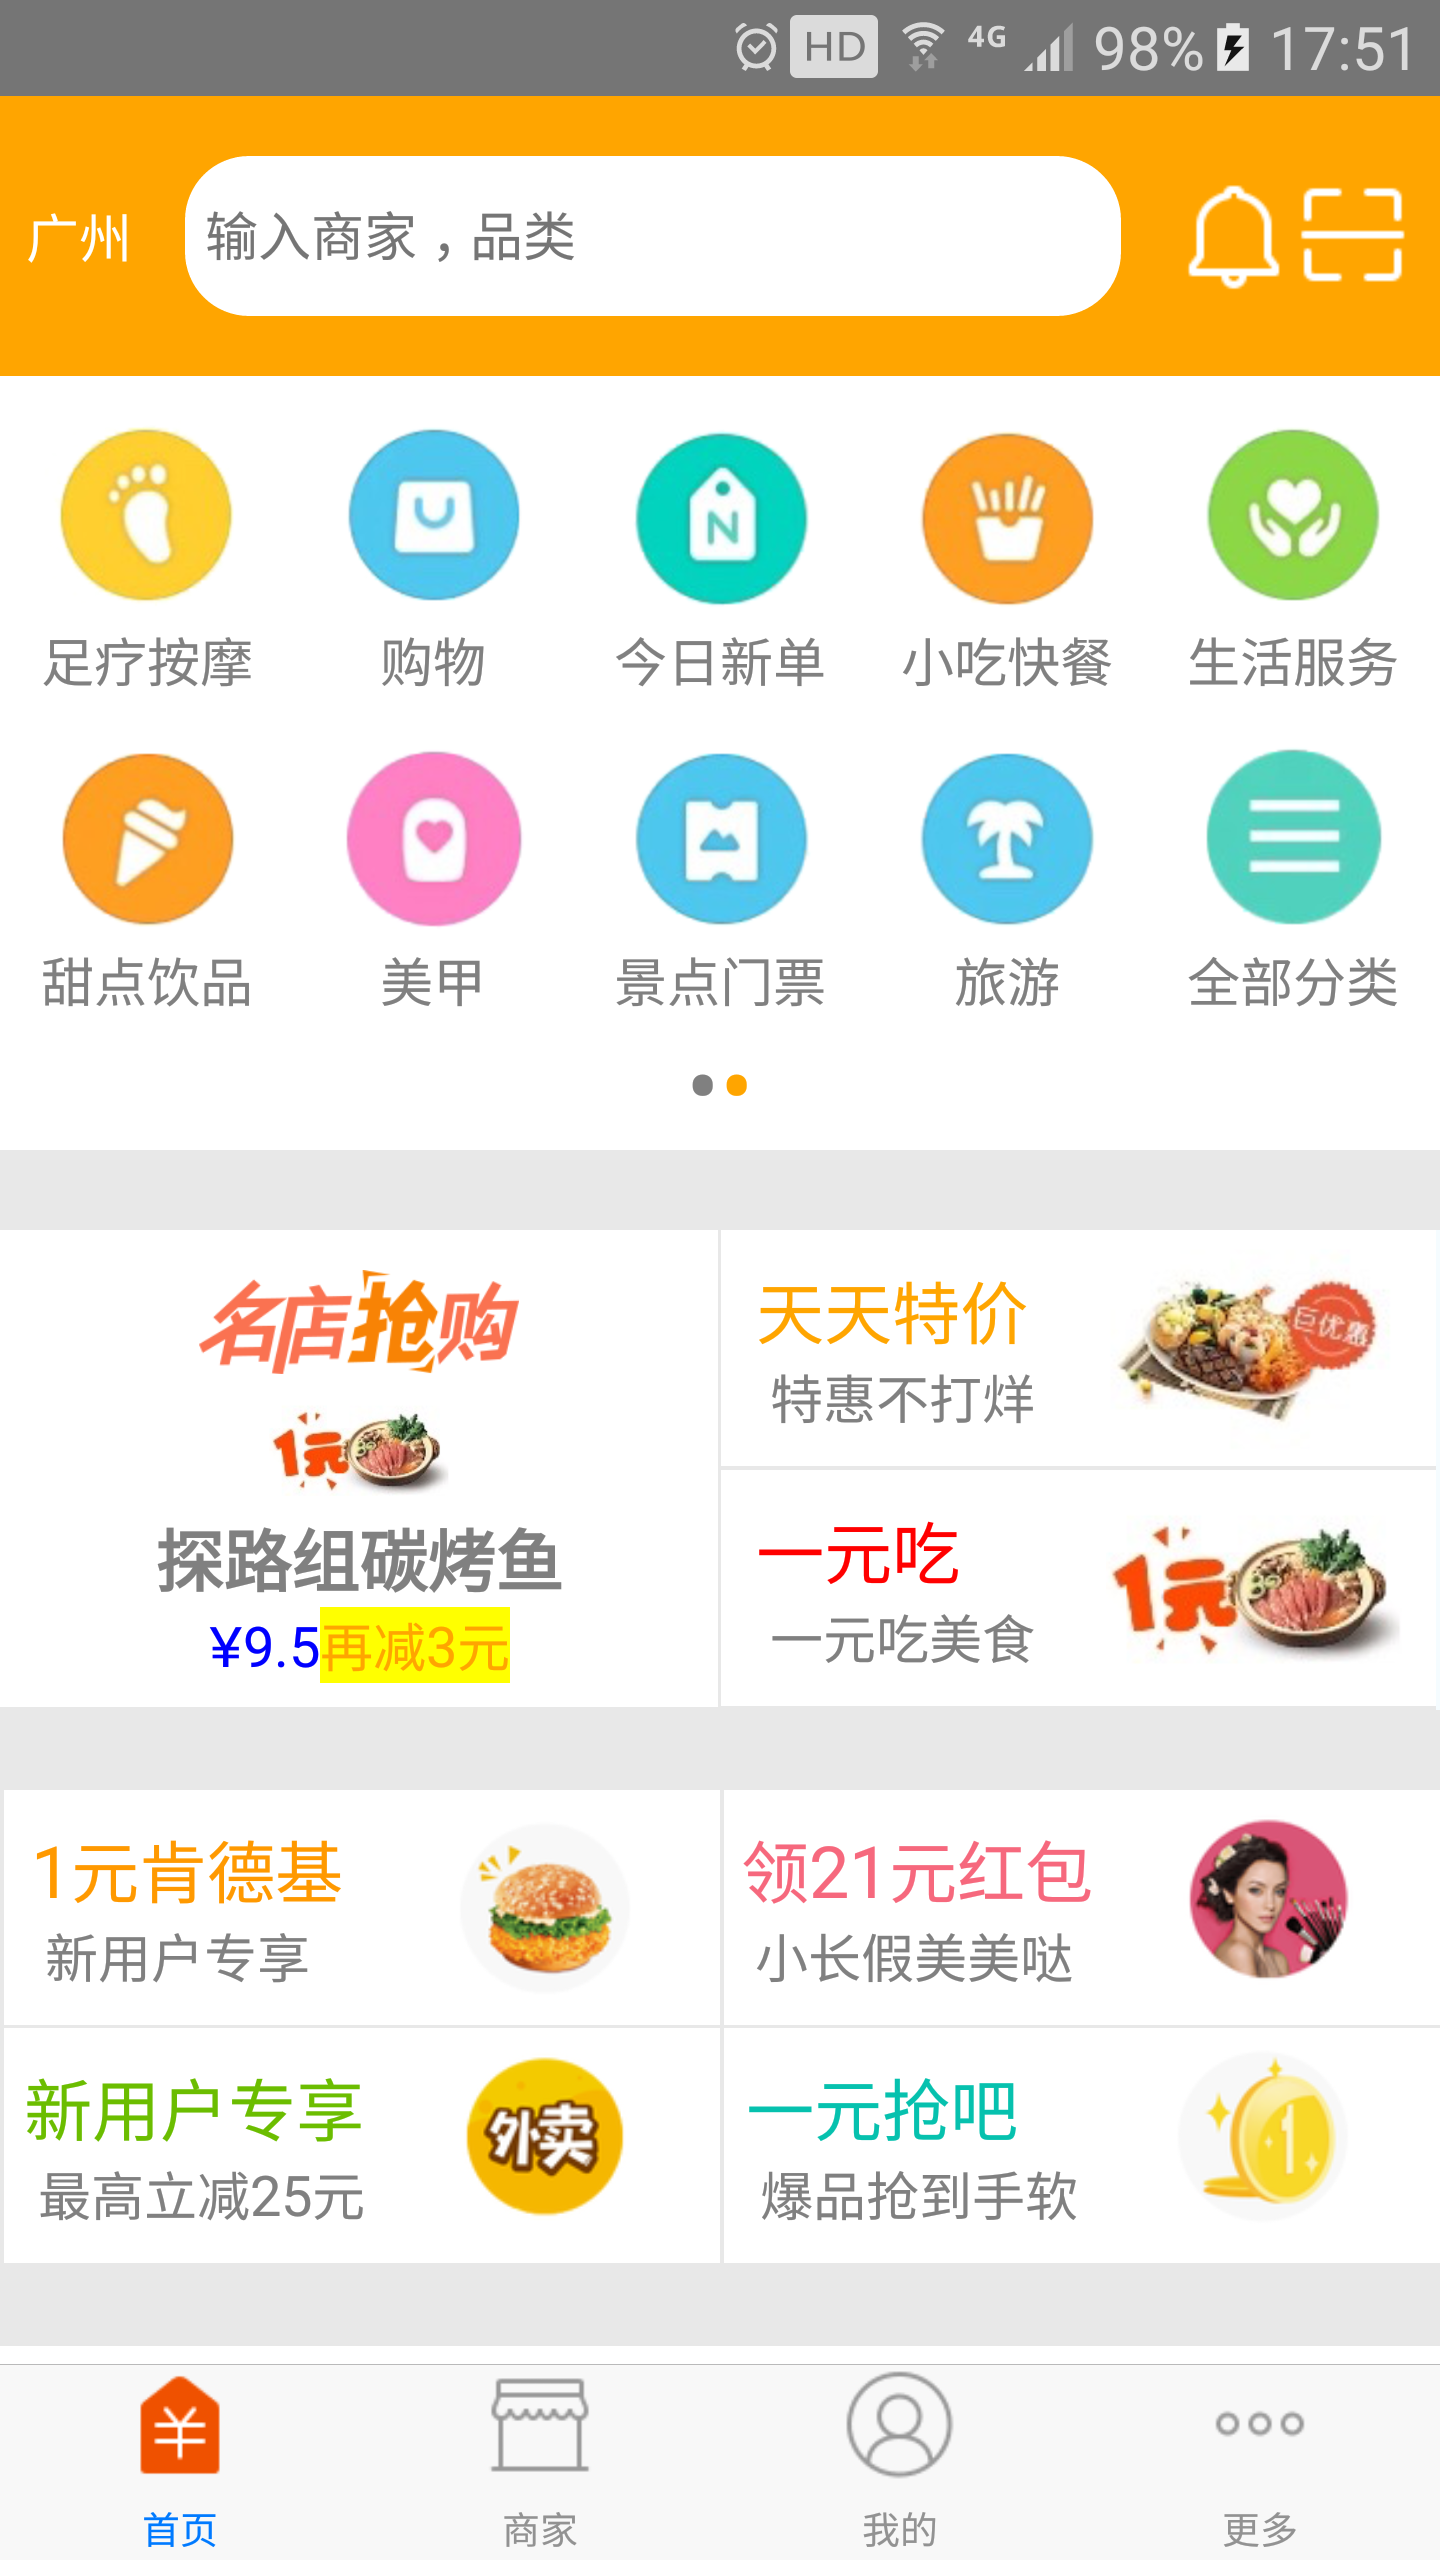 HD 4G 98% 17:51
广州
输入商家，品类
N
足疗按摩 购物 今日新单 小吃快餐 生活服务
甜点饮品 美甲 景点门票 旅游 全部分类
名店抢购
1元
探路组碳烤鱼
¥9.5再减3元
天天特价
特惠不打烊
巨优惠
一元吃
一元吃美食
1元
1元肯德基
新用户专享
领21元红包
小长假美美哒
新用户专享
最高立减25元
外卖
一元抢吧
爆品抢到手软
1
¥
首页 商家 我的 更多